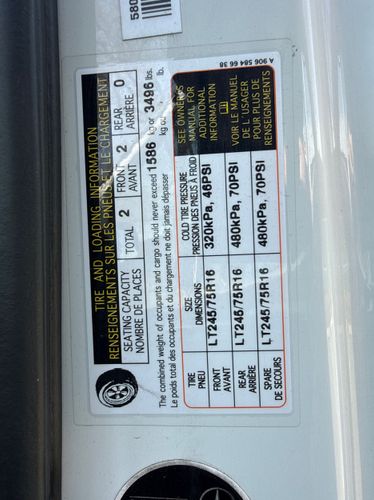 580
A 906 584 66 38
TIRE AND LOADING INFORMATION
RENSEIGNEMENTS SUR LES PNEUS ET LE CHARGEMENT
SEATING CAPACITY
NOMBRE DE PLACES
TOTAL 2
FRONT
AVANT
2
REAR
ARRIÈRE
0
The combined weight of occupants and cargo should never exceed 1586 kg or 3496 lbs.
Le poids total des occupants et du chargement ne doit jamais dépasser kg ou lb.
TIRE
PNEU
SIZE
DIMENSIONS
COLD TIRE PRESSURE
PRESSION DES PNEUS À FROID
SEE OWNERS
MANUAL FOR
ADDITIONAL
INFORMATION
VOIR LE MANUEL
DE L'USAGER
POUR PLUS DE
RENSEIGNEMENTS
FRONT
AVANT
LT245/75R16
320kPa, 46PSI
REAR
ARRIÈRE
LT245/75R16
480kPa, 70PSI
SPARE
DE SECOURS
LT245/75R16
480kPa, 70PSI